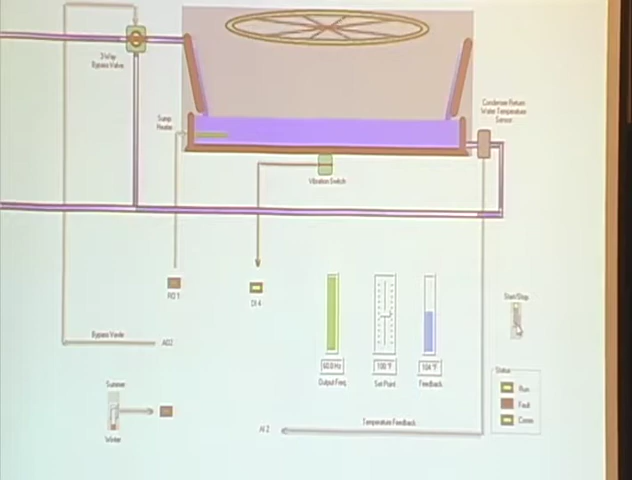 3-Way
Bypass Valve
Sump
Heater
Condenser Return
Water Temperature
Sensor
Vibration Switch
RO 1
DI 4
Start/Stop
Bypass Valve
AO2
60.0 Hz
100 °F
104 °F
Output Freq.
Set Point
Feedback
Status
Run
Fault
Comm
Summer
Winter
Temperature Feedback
AI 2